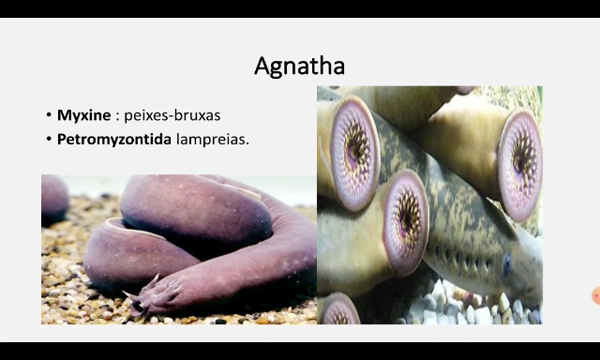 Agnatha
• Myxine : peixes-bruxas
• Petromyzontida lampreias.